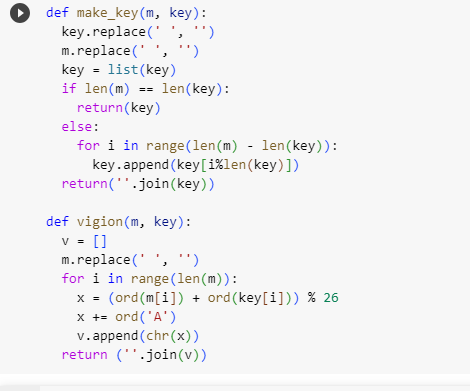 def make_key(m, key):
  key.replace(' ', '')
  m.replace(' ', '')
  key = list(key)
  if len(m) == len(key):
    return(key)
  else:
    for i in range(len(m) - len(key)):
      key.append(key[i%len(key)])
  return(''.join(key))

def vigion(m, key):
  v = []
  m.replace(' ', '')
  for i in range(len(m)):
    x = (ord(m[i]) + ord(key[i])) % 26
    x += ord('A')
    v.append(chr(x))
  return (''.join(v))